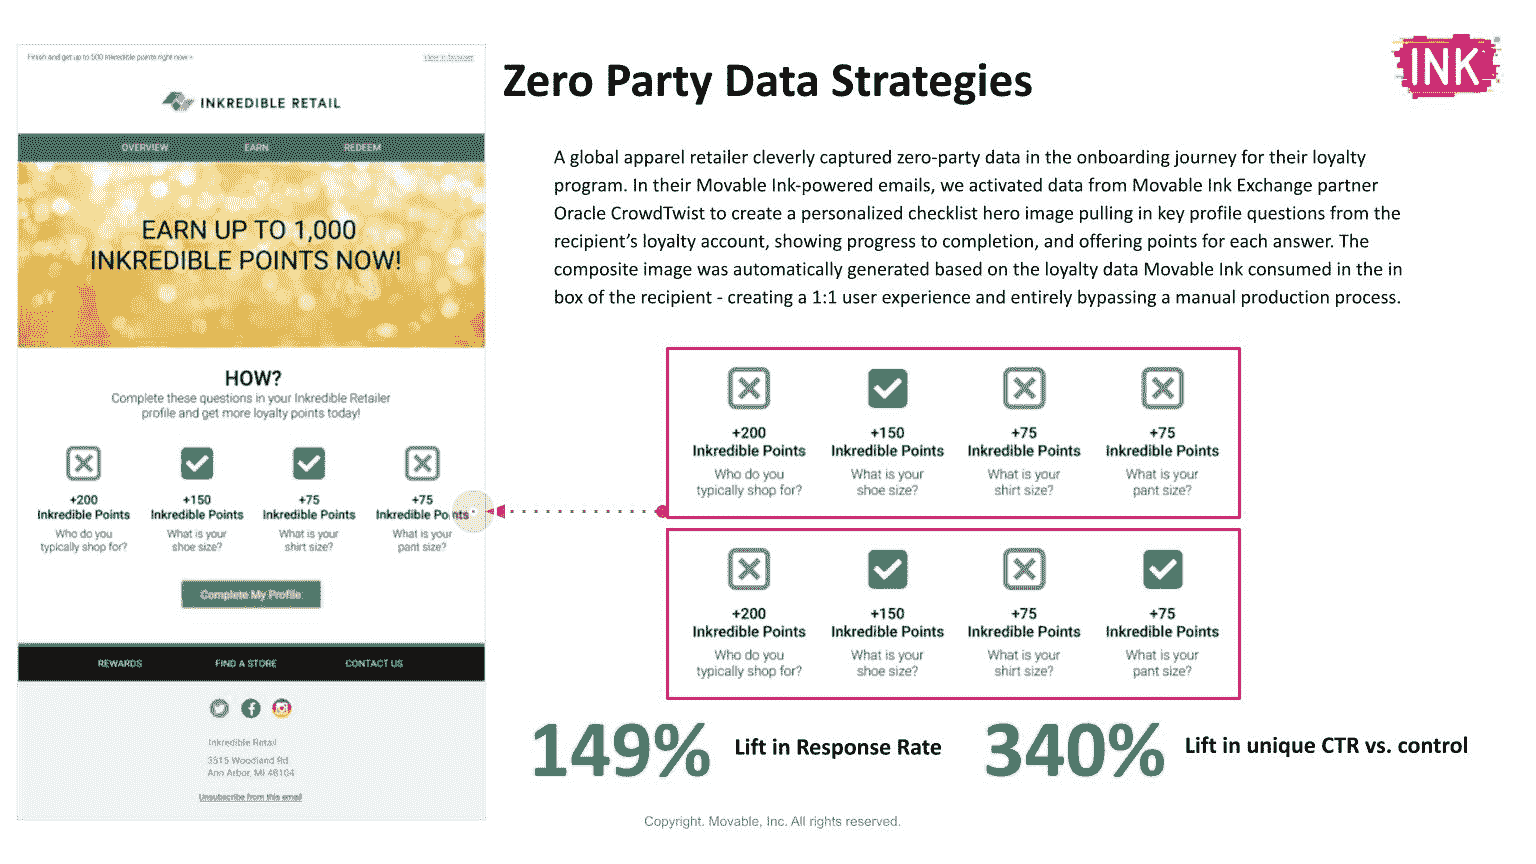 Finish and get up to 500 Inkredible points right now »
View in browser
INKREDIBLE RETAIL
OVERVIEW EARN REDEEM
EARN UP TO 1,000
INKREDIBLE POINTS NOW!
HOW?
Complete these questions in your Inkredible Retailer
profile and get more loyalty points today!
+200 +150 +75 +75
Inkredible Points Inkredible Points Inkredible Points Inkredible Points
Who do you What is your What is your What is your
typically shop for? shoe size? shirt size? pant size?
Complete My Profile
REWARDS FIND A STORE CONTACT US
Inkredible Retail
3515 Woodland Rd
Ann Arbor, MI 48104
Unsubscribe from this email
Zero Party Data Strategies
INK
A global apparel retailer cleverly captured zero-party data in the onboarding journey for their loyalty
program. In their Movable Ink-powered emails, we activated data from Movable Ink Exchange partner
Oracle CrowdTwist to create a personalized checklist hero image pulling in key profile questions from the
recipient’s loyalty account, showing progress to completion, and offering points for each answer. The
composite image was automatically generated based on the loyalty data Movable Ink consumed in the in
box of the recipient - creating a 1:1 user experience and entirely bypassing a manual production process.
+200 +150 +75 +75
Inkredible Points Inkredible Points Inkredible Points Inkredible Points
Who do you What is your What is your What is your
typically shop for? shoe size? shirt size? pant size?
+200 +150 +75 +75
Inkredible Points Inkredible Points Inkredible Points Inkredible Points
Who do you What is your What is your What is your
typically shop for? shoe size? shirt size? pant size?
149% Lift in Response Rate
340% Lift in unique CTR vs. control
Copyright. Movable, Inc. All rights reserved.